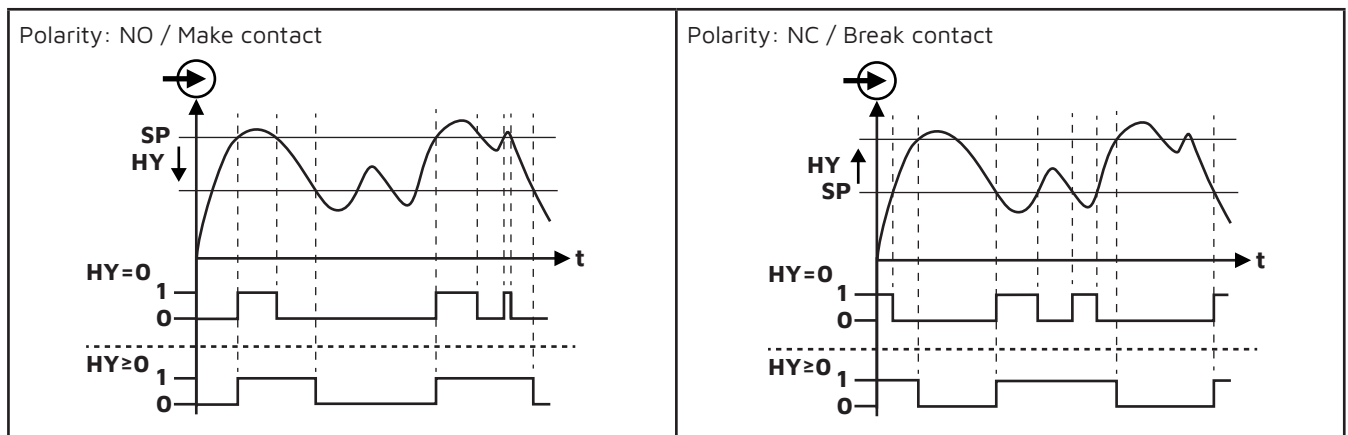 Polarity: NO / Make contact
SP
HY
t
HY=0
1
0
HY≥0
1
0
Polarity: NC / Break contact
HY
SP
t
HY=0
1
0
HY≥0
1
0